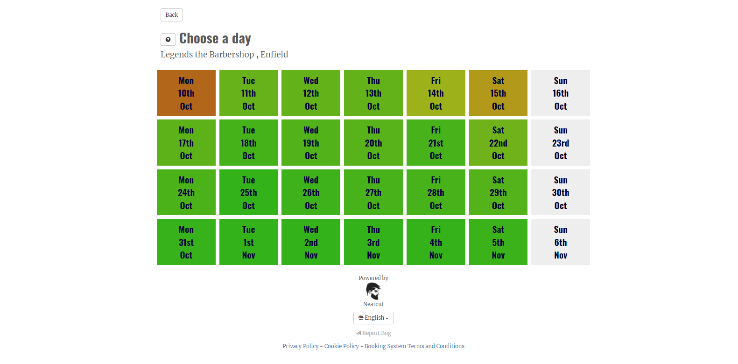 Back
Choose a day
Legends the Barbershop , Enfield
Mon Tue Wed Thu Fri Sat Sun
10th 11th 12th 13th 14th 15th 16th
Oct Oct Oct Oct Oct Oct Oct
Mon Tue Wed Thu Fri Sat Sun
17th 18th 19th 20th 21st 22nd 23rd
Oct Oct Oct Oct Oct Oct Oct
Mon Tue Wed Thu Fri Sat Sun
24th 25th 26th 27th 28th 29th 30th
Oct Oct Oct Oct Oct Oct Oct
Mon Tue Wed Thu Fri Sat Sun
31st 1st 2nd 3rd 4th 5th 6th
Oct Nov Nov Nov Nov Nov Nov
Powered by
Nearcut
English
Report Bug
Privacy Policy - Cookie Policy - Booking System Terms and Conditions